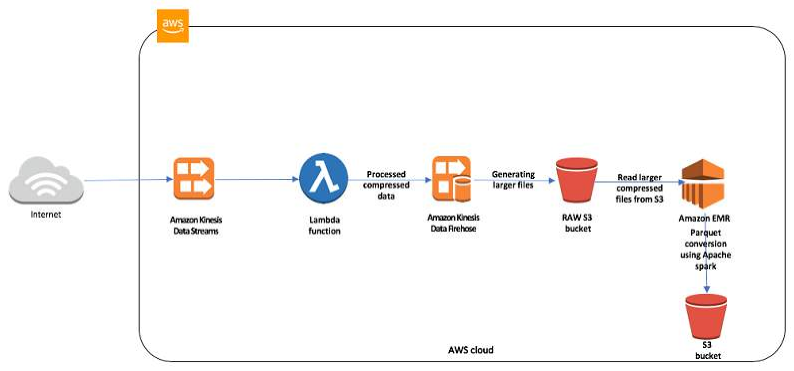 aws
Internet
Amazon Kinesis
Data Streams
Lambda
function
Processed
compressed
data
Amazon Kinesis
Data Firehose
Generating
larger files
RAW S3
bucket
Read larger
compressed
files from S3
Amazon EMR
Parquet
conversion
using Apache
spark
S3
bucket
AWS cloud